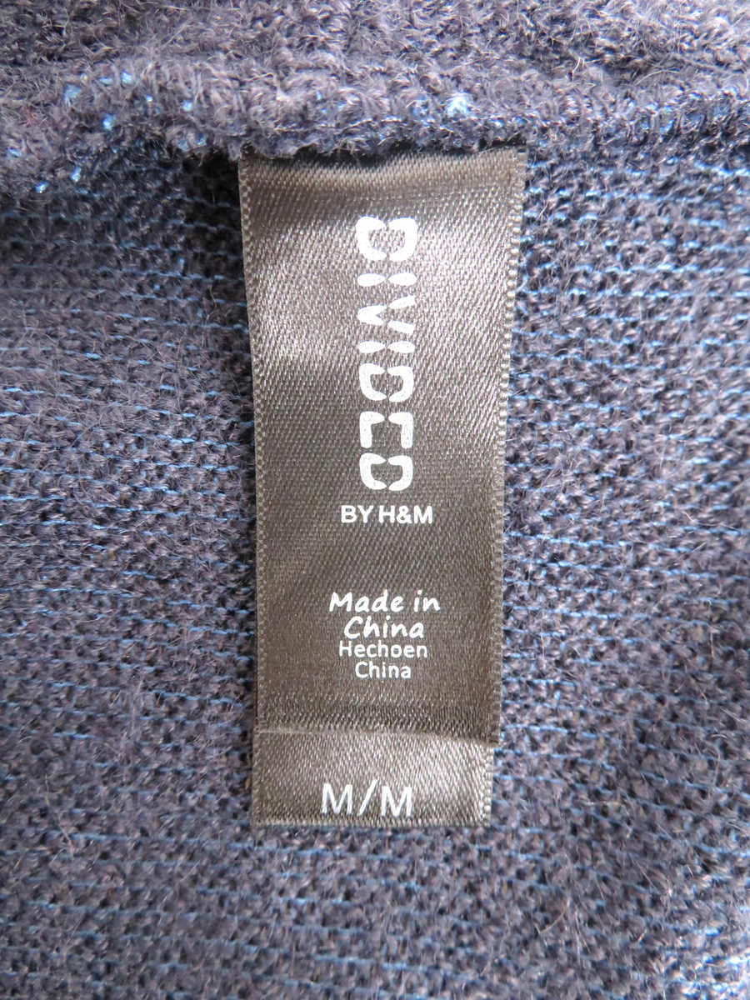 DIVIDED
BY H&M
Made in
China
Hechoen
China
M/M